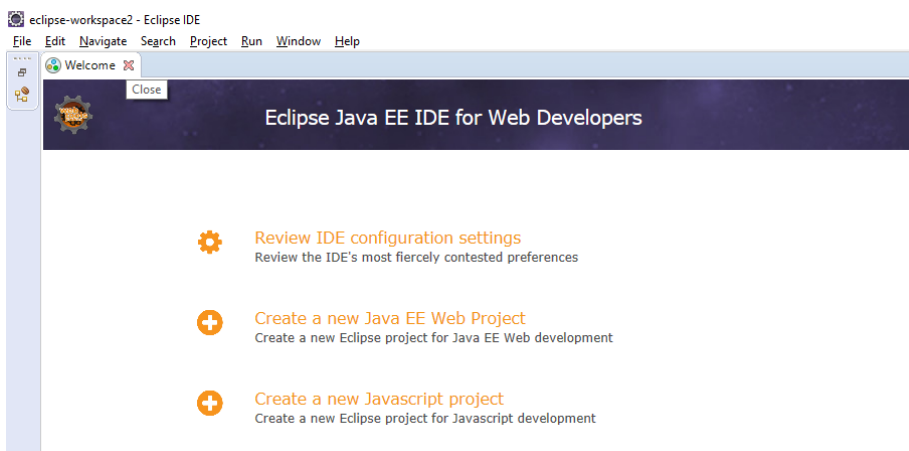 eclipse-workspace2 - Eclipse IDE
File Edit Navigate Search Project Run Window Help
Welcome
Close
Eclipse Java EE IDE for Web Developers
Review IDE configuration settings
Review the IDE's most fiercely contested preferences
Create a new Java EE Web Project
Create a new Eclipse project for Java EE Web development
Create a new Javascript project
Create a new Eclipse project for Javascript development